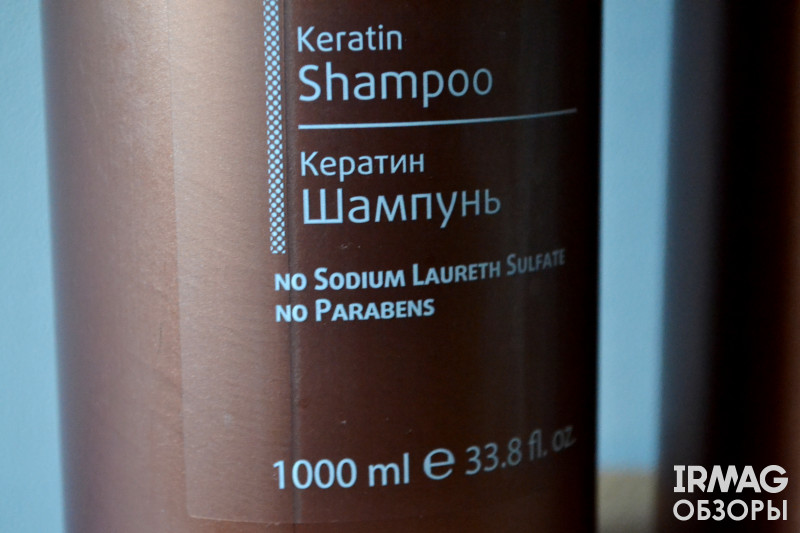 Keratin
Shampoo
Кератин
Шампунь
NO SODIUM LAURETH SULFATE
NO PARABENS
1000 ml ℮ 33.8 fl. oz.
IRMAG
ОБЗОРЫ